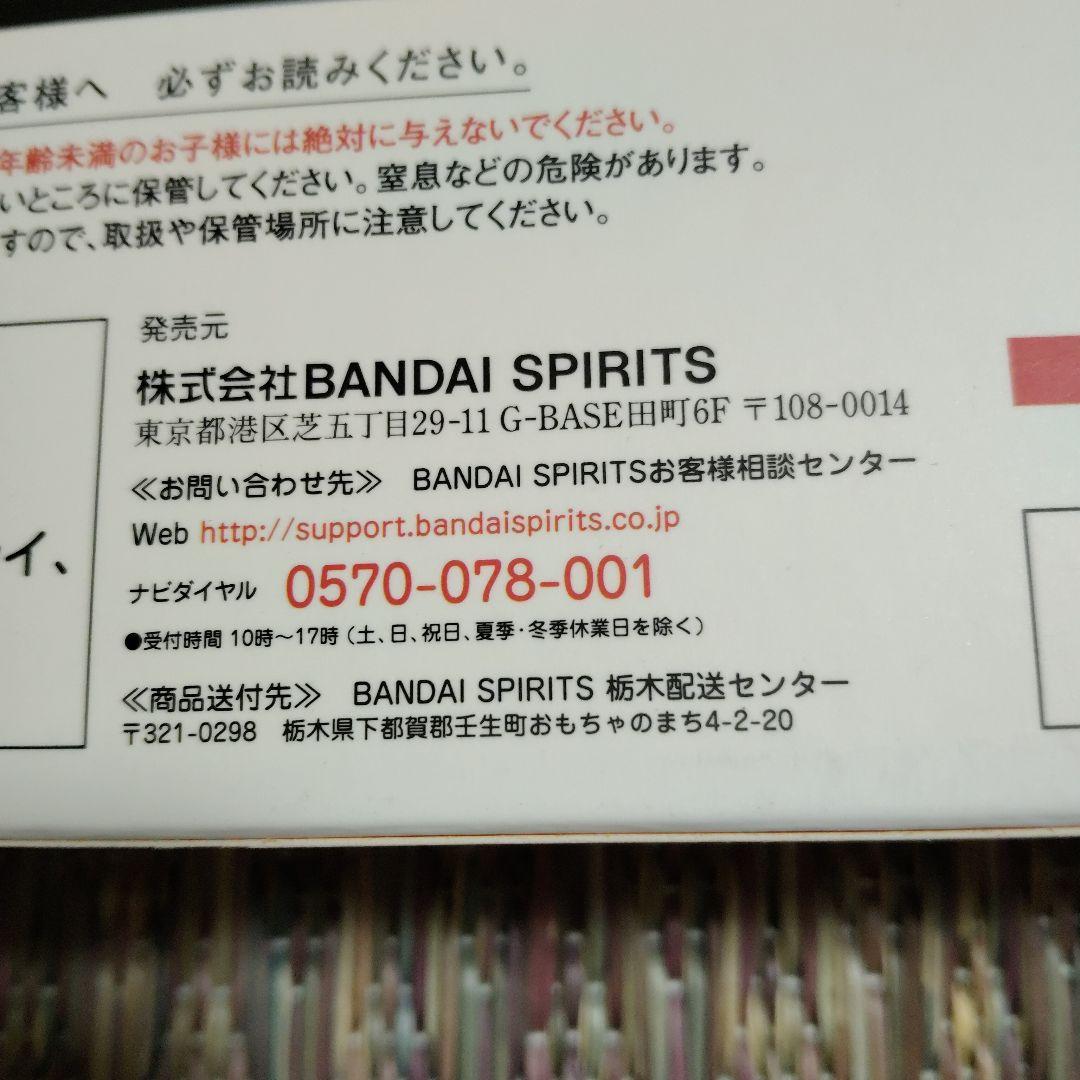 客様へ 必ずお読みください。
年齢未満のお子様には絶対に与えないでください。
いところに保管してください。窒息などの危険があります。
すので、取扱や保管場所に注意してください。
発売元
株式会社BANDAI SPIRITS
東京都港区芝五丁目29-11 G-BASE田町6F 〒108-0014
≪お問い合わせ先≫ BANDAI SPIRITSお客様相談センター
Web http://support.bandaispirits.co.jp
ナビダイヤル 0570-078-001
●受付時間 10時～17時（土、日、祝日、夏季・冬季休業日を除く）
≪商品送付先≫ BANDAI SPIRITS 栃木配送センター
〒321-0298 栃木県下都賀郡壬生町おもちゃのまち4-2-20
イ、